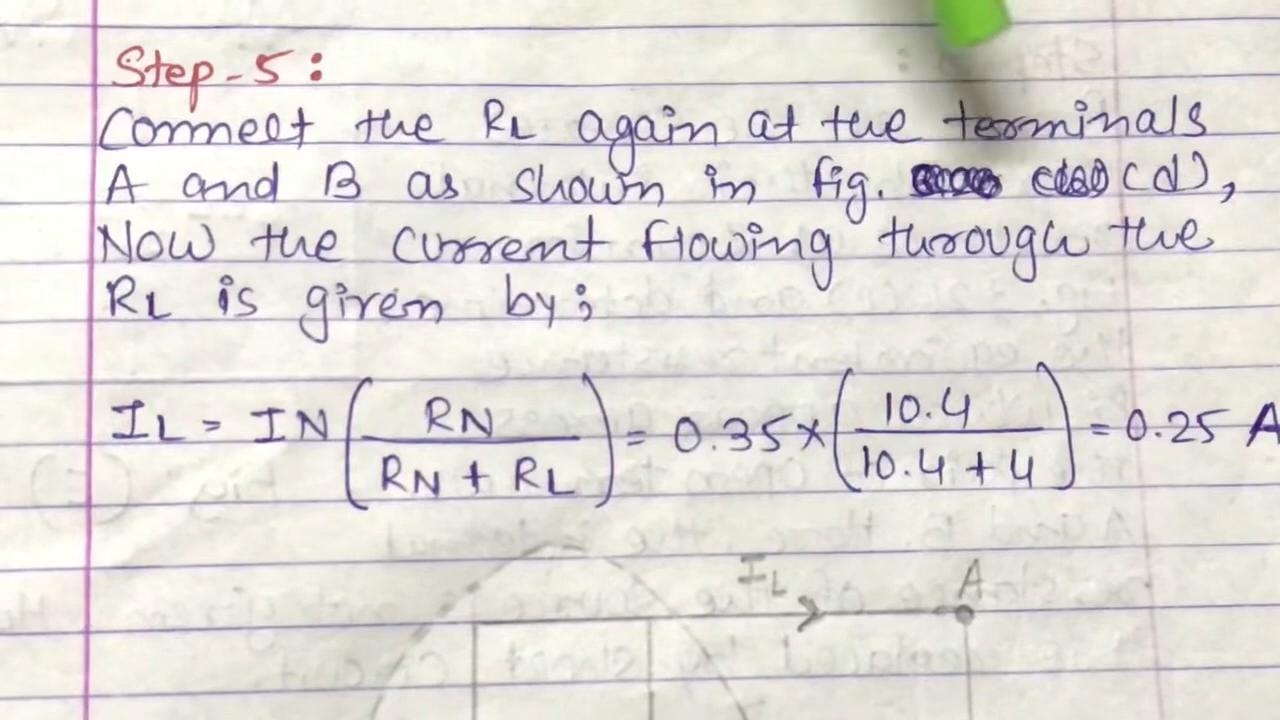 Step-5:
Connect the RL again at the terminals
A and B as shown in fig. (d),
Now the current flowing through the
RL is given by;
IL = IN (RN / RN + RL) = 0.35 × (10.4 / 10.4 + 4) = 0.25 A
IL A